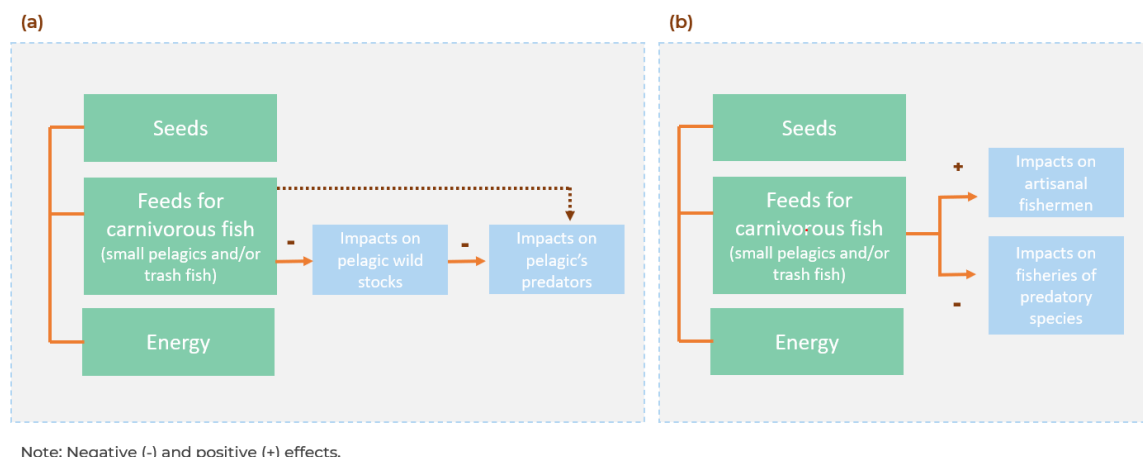 (a)
Seeds
Feeds for
carnivorous fish
(small pelagics and/or
trash fish)
Energy
-
Impacts on
pelagic wild
stocks
-
Impacts on
pelagic's
predators
(b)
Seeds
Feeds for
carnivorous fish
(small pelagics and/or
trash fish)
Energy
+
Impacts on
artisanal
fishermen
-
Impacts on
fisheries of
predatory
species
Note: Negative (-) and positive (+) effects.